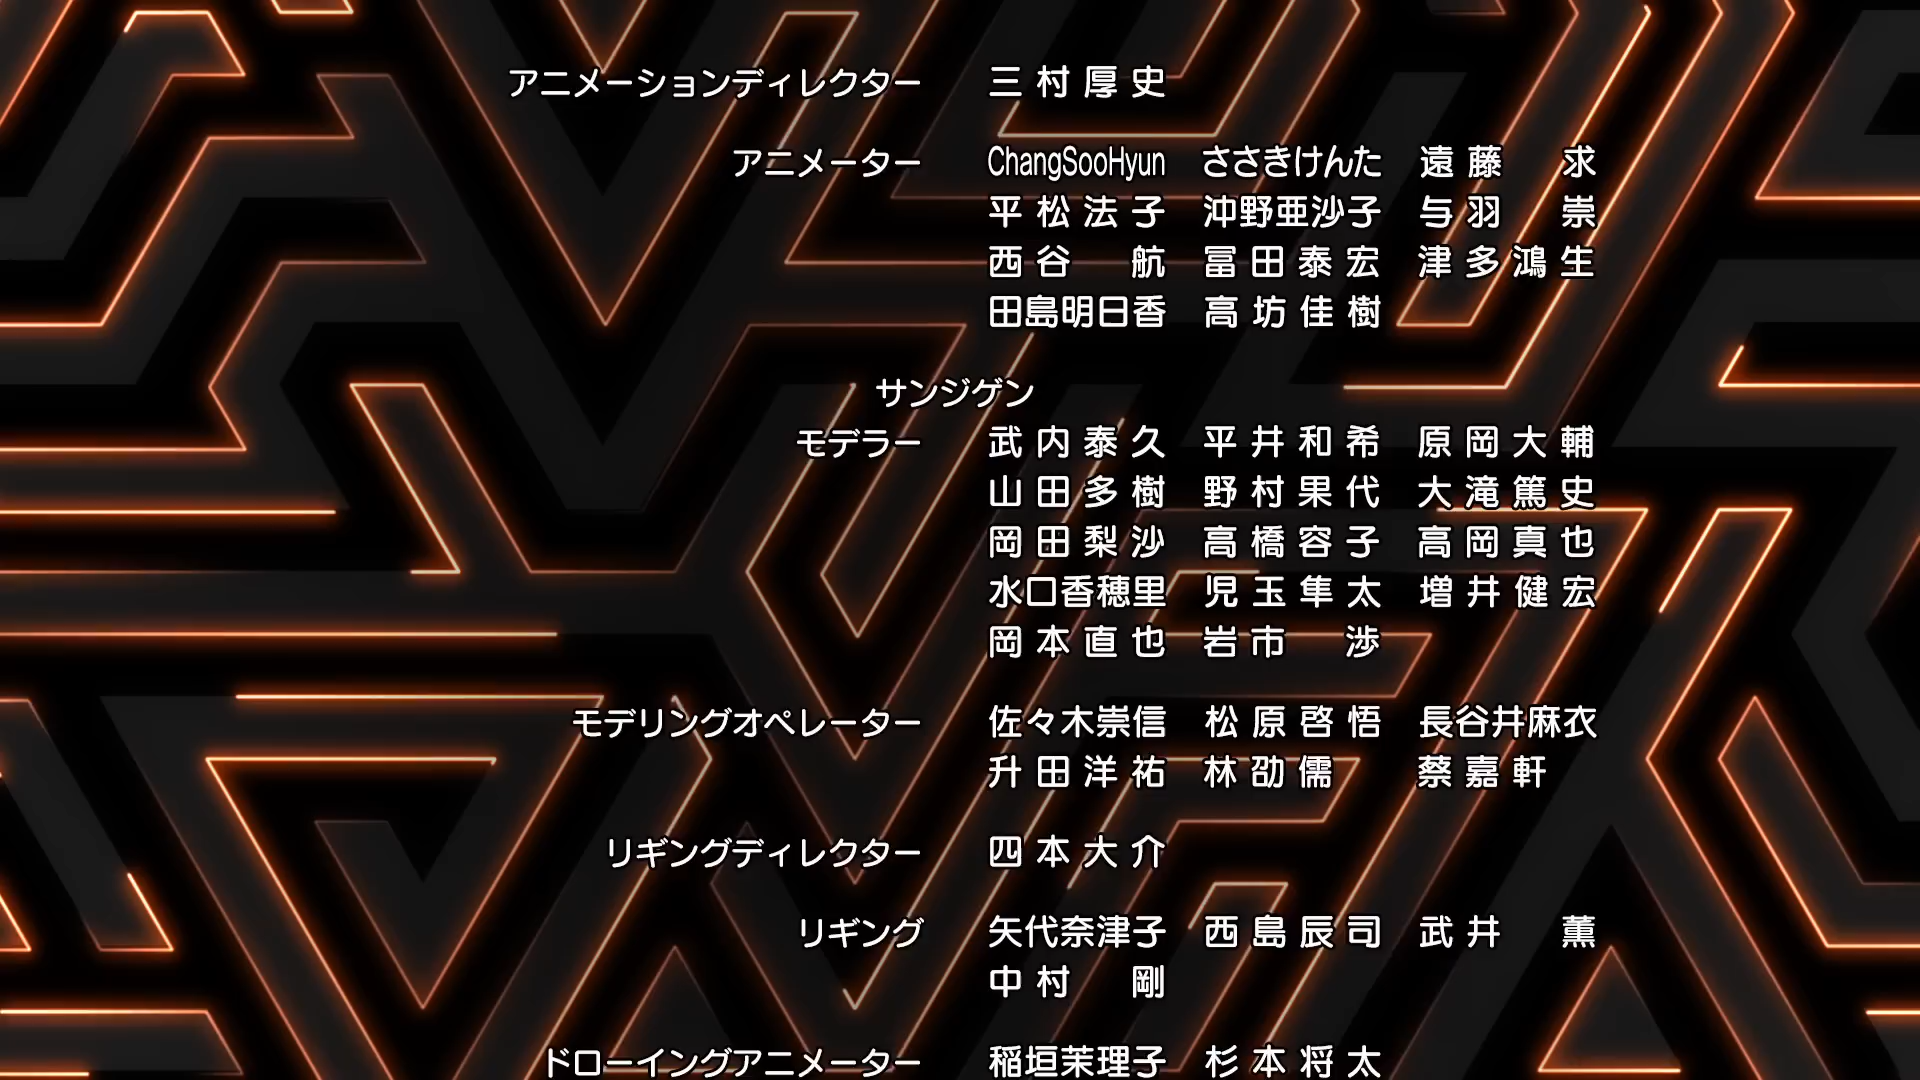 アニメーションディレクター 三村厚史
アニメーター ChangSooHyun ささきけんた 遠藤 求
平松法子 沖野亜沙子 与羽 崇
西谷 航 冨田泰宏 津多鴻生
田島明日香 高坊佳樹
サンジゲン
モデラー 武内泰久 平井和希 原岡大輔
山田多樹 野村果代 大滝篤史
岡田梨沙 高橋容子 高岡真也
水口香穂里 児玉隼太 増井健宏
岡本直也 岩市 渉
モデリングオペレーター 佐々木崇信 松原啓悟 長谷井麻衣
升田洋祐 林劭儒 蔡嘉軒
リギングディレクター 四本大介
リギング 矢代奈津子 西島辰司 武井 薫
中村 剛
ドローイングアニメーター 稲垣茉理子 杉本将太